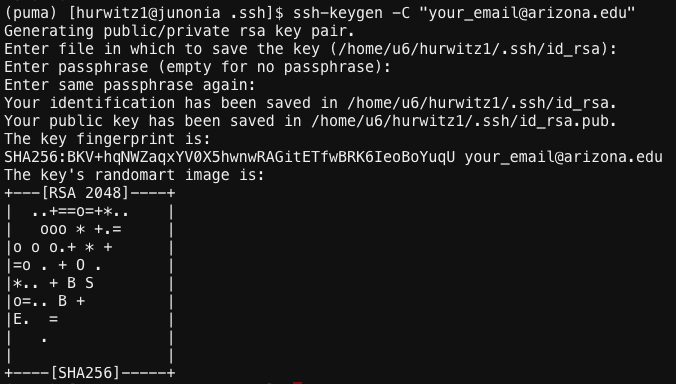 (puma) [hurwitz1@junonia .ssh]$ ssh-keygen -C "your_email@arizona.edu"
Generating public/private rsa key pair.
Enter file in which to save the key (/home/u6/hurwitz1/.ssh/id_rsa):
Enter passphrase (empty for no passphrase):
Enter same passphrase again:
Your identification has been saved in /home/u6/hurwitz1/.ssh/id_rsa.
Your public key has been saved in /home/u6/hurwitz1/.ssh/id_rsa.pub.
The key fingerprint is:
SHA256:BKV+hqNWZaqxYV0X5hwnwRAGitETfwBRK6IeoBoYuqU your_email@arizona.edu
The key's randomart image is:
+---[RSA 2048]----+
|  ..+==o=+*..    |
|   ooo * +.=     |
|o o o.+ * +      |
|=o . + O .       |
|*.. + B S        |
|o=.. B +         |
|E.  =            |
|   .             |
|                 |
+----[SHA256]-----+